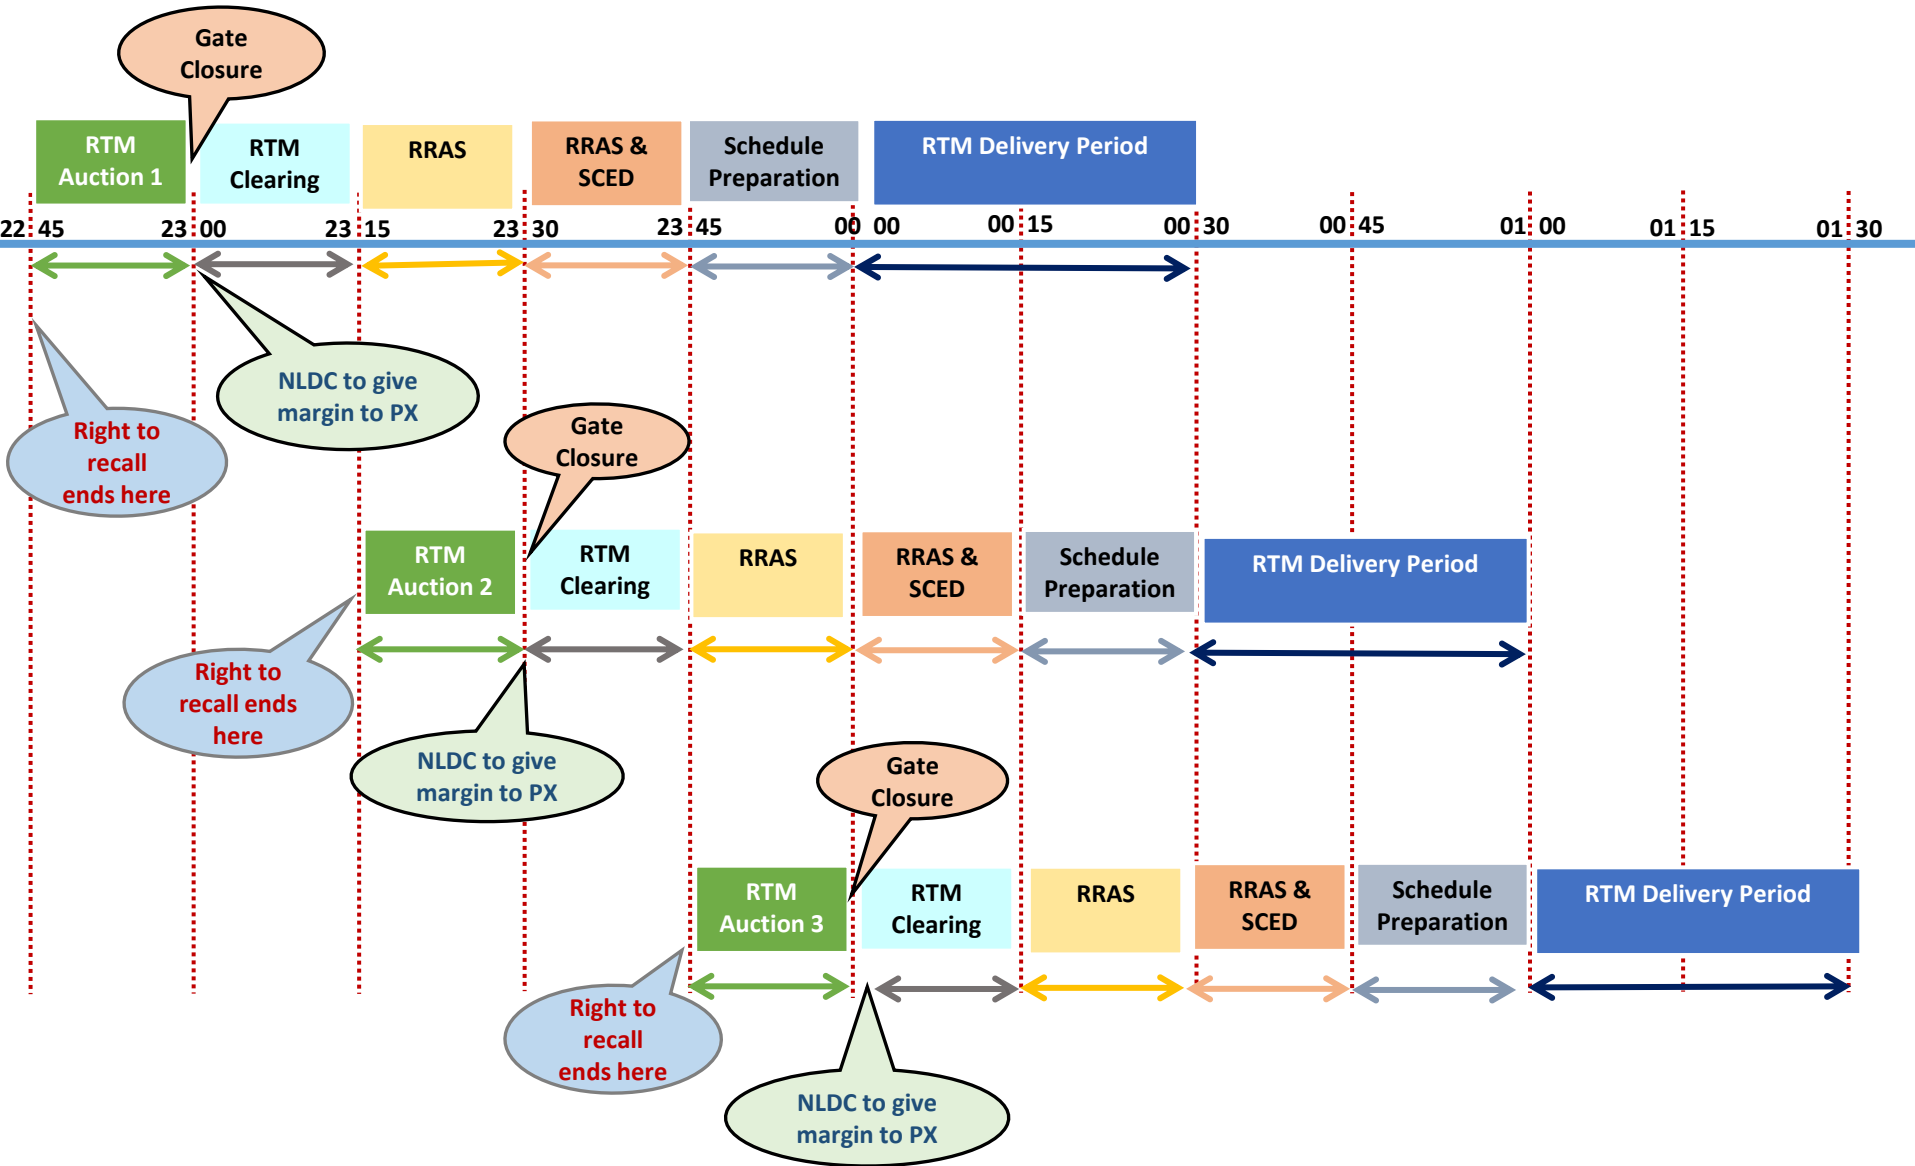 Gate
Closure
RTM
Auction 1
RTM
Clearing
RRAS
RRAS &
SCED
Schedule
Preparation
RTM Delivery Period
22 45
23 00
23 15
23 30
23 45
00 00
00 15
00 30
00 45
01 00
01 15
01 30
NLDC to give
margin to PX
Right to
recall
ends here
Gate
Closure
RTM
Auction 2
RTM
Clearing
RRAS
RRAS &
SCED
Schedule
Preparation
RTM Delivery Period
Right to
recall ends
here
NLDC to give
margin to PX
Gate
Closure
RTM
Auction 3
RTM
Clearing
RRAS
RRAS &
SCED
Schedule
Preparation
RTM Delivery Period
Right to
recall
ends here
NLDC to give
margin to PX